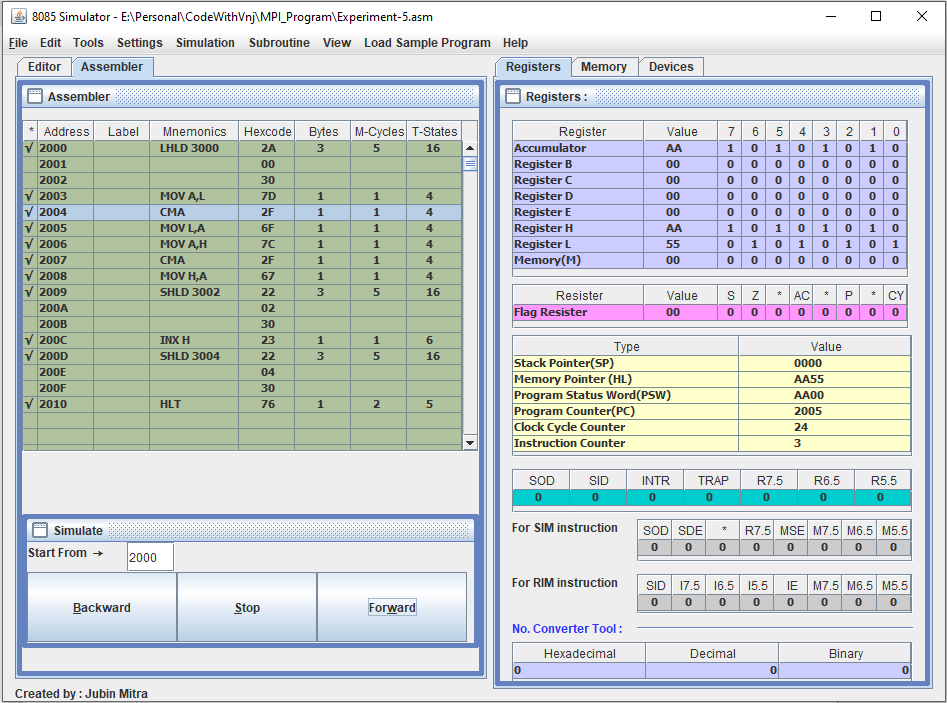 8085 Simulator - E:\Personal\CodeWithVnj\MPI_Program\Experiment-5.asm
File Edit Tools Settings Simulation Subroutine View Load Sample Program Help
Editor Assembler
Assembler
* Address Label Mnemonics Hexcode Bytes M-Cycles T-States
√ 2000 LHLD 3000 2A 3 5 16
2001 00
2002 30
√ 2003 MOV A,L 7D 1 1 4
√ 2004 CMA 2F 1 1 4
√ 2005 MOV L,A 6F 1 1 4
√ 2006 MOV A,H 7C 1 1 4
√ 2007 CMA 2F 1 1 4
√ 2008 MOV H,A 67 1 1 4
√ 2009 SHLD 3002 22 3 5 16
200A 02
200B 30
√ 200C INX H 23 1 1 6
√ 200D SHLD 3004 22 3 5 16
200E 04
200F 30
√ 2010 HLT 76 1 2 5
Simulate
Start From → 2000
Backward Stop Forward
Created by : Jubin Mitra
Registers Memory Devices
Registers :
Register Value 7 6 5 4 3 2 1 0
Accumulator AA 1 0 1 0 1 0 1 0
Register B 00 0 0 0 0 0 0 0 0
Register C 00 0 0 0 0 0 0 0 0
Register D 00 0 0 0 0 0 0 0 0
Register E 00 0 0 0 0 0 0 0 0
Register H AA 1 0 1 0 1 0 1 0
Register L 55 0 1 0 1 0 1 0 1
Memory(M) 00 0 0 0 0 0 0 0 0
Resister Value S Z * AC * P * CY
Flag Resister 00 0 0 0 0 0 0 0 0
Type Value
Stack Pointer(SP) 0000
Memory Pointer (HL) AA55
Program Status Word(PSW) AA00
Program Counter(PC) 2005
Clock Cycle Counter 24
Instruction Counter 3
SOD SID INTR TRAP R7.5 R6.5 R5.5
0 0 0 0 0 0 0
For SIM instruction SOD SDE * R7.5 MSE M7.5 M6.5 M5.5
0 0 0 0 0 0 0 0
For RIM instruction SID I7.5 I6.5 I5.5 IE M7.5 M6.5 M5.5
0 0 0 0 0 0 0 0
No. Converter Tool :
Hexadecimal Decimal Binary
0 0 0